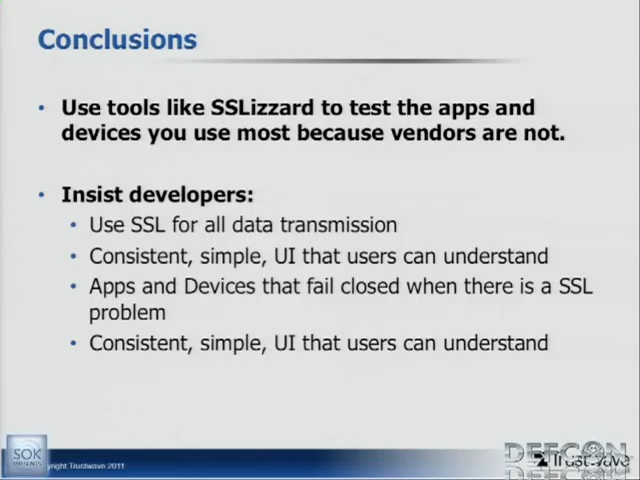 Conclusions
• Use tools like SSLizzard to test the apps and
devices you use most because vendors are not.
• Insist developers:
• Use SSL for all data transmission
• Consistent, simple, UI that users can understand
• Apps and Devices that fail closed when there is a SSL
problem
• Consistent, simple, UI that users can understand
SOK
Trustwave 2011
DEFCON
Trustwave